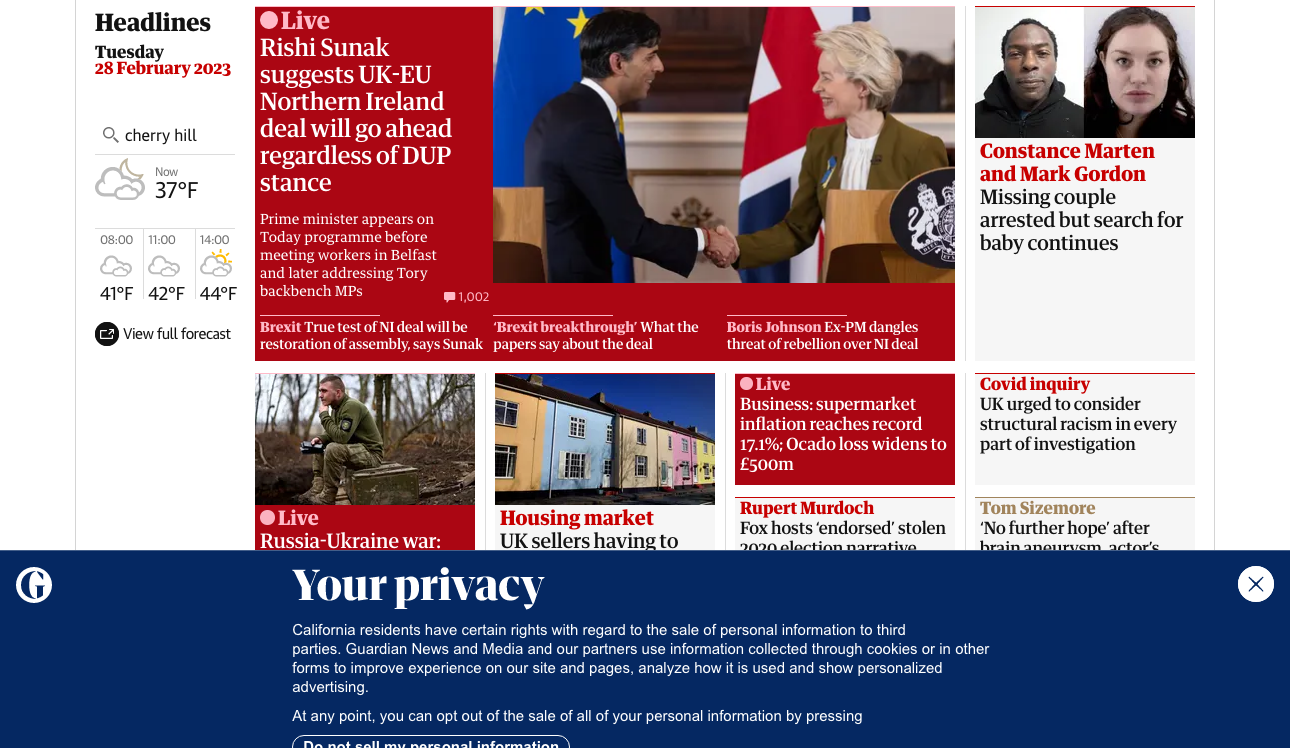 Headlines
Tuesday
28 February 2023
cherry hill
Now
37°F
08:00
11:00
14:00
41°F
42°F
44°F
View full forecast
Live
Rishi Sunak
suggests UK-EU
Northern Ireland
deal will go ahead
regardless of DUP
stance
Prime minister appears on
Today programme before
meeting workers in Belfast
and later addressing Tory
backbench MPs
1,002
Brexit True test of NI deal will be
restoration of assembly, says Sunak
‘Brexit breakthrough’ What the
papers say about the deal
Boris Johnson Ex-PM dangles
threat of rebellion over NI deal
Constance Marten
and Mark Gordon
Missing couple
arrested but search for
baby continues
Live
Russia-Ukraine war:
Housing market
UK sellers having to
Live
Business: supermarket
inflation reaches record
17.1%; Ocado loss widens to
£500m
Rupert Murdoch
Fox hosts ‘endorsed’ stolen
2020 election narrative
Covid inquiry
UK urged to consider
structural racism in every
part of investigation
Tom Sizemore
‘No further hope’ after
brain aneurysm, actor’s
G
Your privacy
California residents have certain rights with regard to the sale of personal information to third
parties. Guardian News and Media and our partners use information collected through cookies or in other
forms to improve experience on our site and pages, analyze how it is used and show personalized
advertising.
At any point, you can opt out of the sale of all of your personal information by pressing
Do not sell my personal information